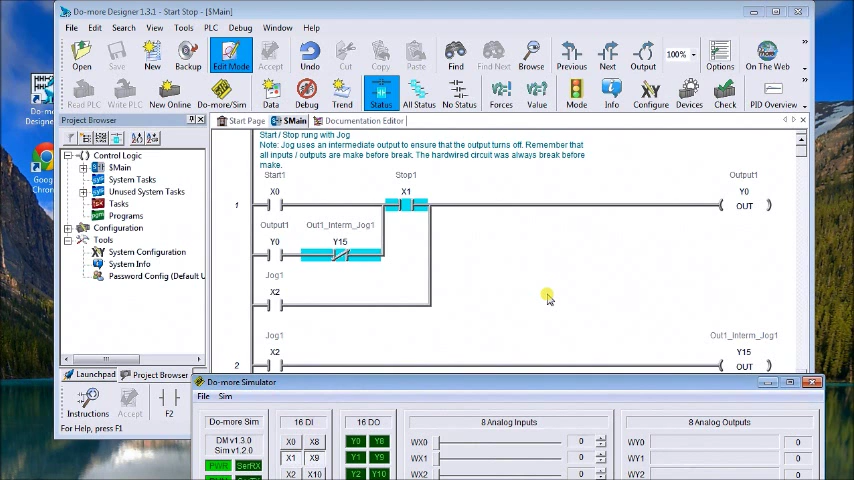 Do-more Designer 1.3.1 - Start Stop - [$Main]
File Edit Search View Tools PLC Debug Window Help
Open Save New Backup Edit Mode Accept Undo Cut Copy Paste Find Find Next Browse Previous Next Output 100% Options On The Web
Read PLC Write PLC New Online Do-more/Sim Data Debug Trend Status All Status No Status Forces Value Mode Info Configure Devices Check PID Overview
Project Browser
Start Page $Main Documentation Editor
Control Logic
$Main
System Tasks
Unused System Tasks
Tasks
Programs
Configuration
Tools
System Configuration
System Info
Password Config (Default U
Launchpad Project Browser
Instructions Accept F2
For Help, press F1
Start / Stop rung with Jog
Note: Jog uses an intermediate output to ensure that the output turns off. Remember that
all inputs / outputs are make before break. The hardwired circuit was always break before
make.
Start1 Stop1 Output1
X0 X1 Y0
1 OUT
Output1 Out1_Interm_Jog1
Y0 Y15
Jog1
X2
Jog1 Out1_Interm_Jog1
X2 Y15
2 OUT
Do-more Simulator
File Sim
Do-more Sim 16 DI 16 DO 8 Analog Inputs 8 Analog Outputs
DM v1.3.0
Sim v1.2.0
PWR SerRX
X0 X8 Y0 Y8 WX0 0 WY0 0
X1 X9 Y1 Y9 WX1 0 WY1 0
X2 X10 Y2 Y10 WX2 0 WY2 0